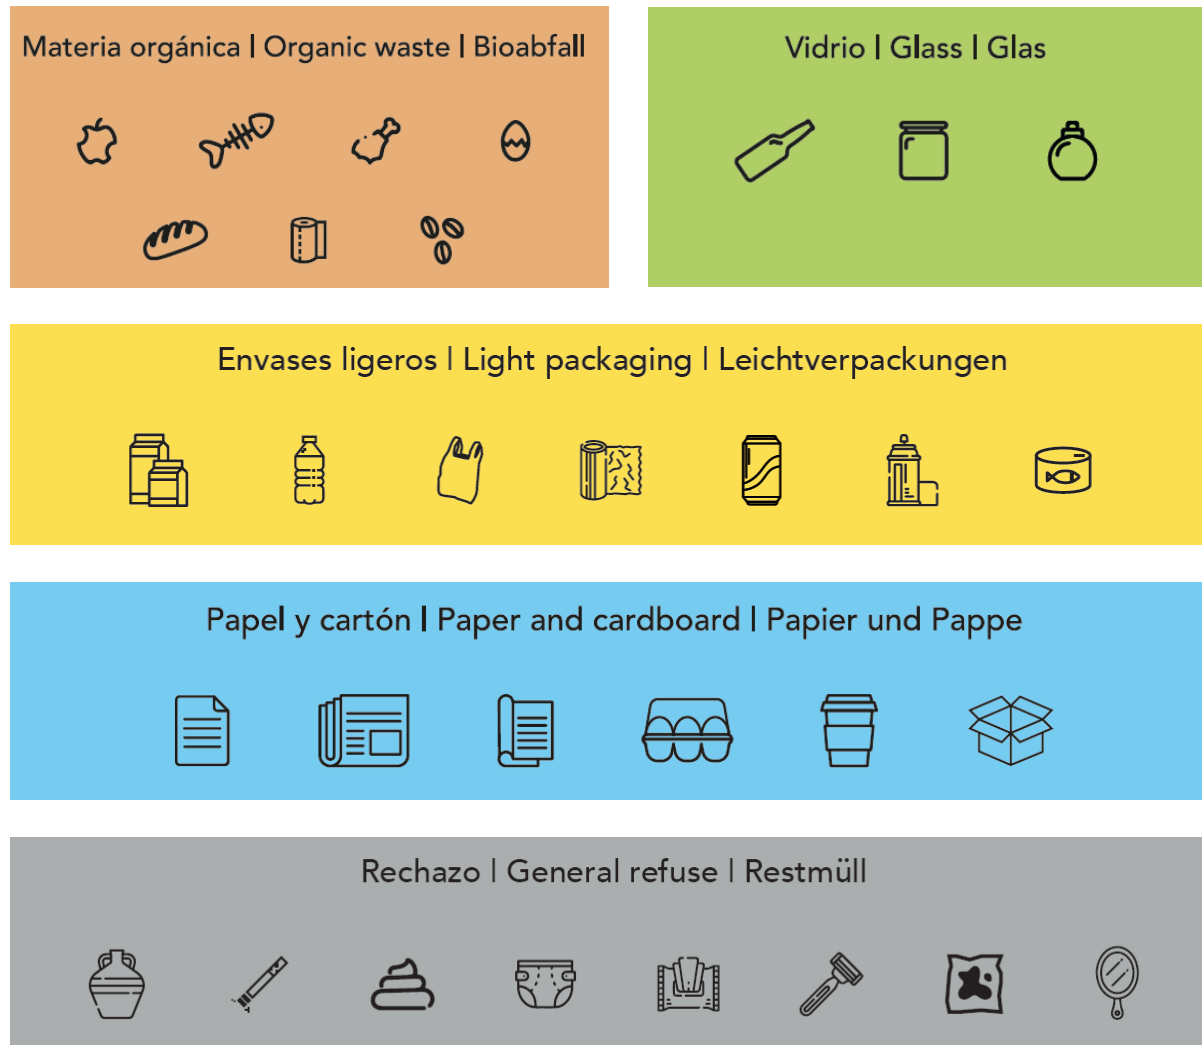 Materia orgánica | Organic waste | Bioabfall
Vidrio | Glass | Glas
Envases ligeros | Light packaging | Leichtverpackungen
Papel y cartón | Paper and cardboard | Papier und Pappe
Rechazo | General refuse | Restmüll